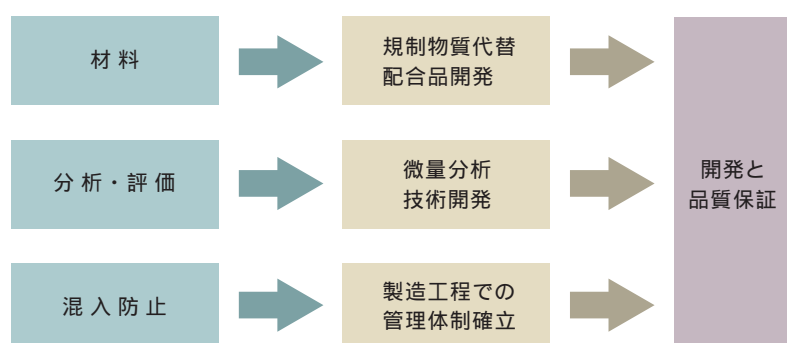 材料
規制物質代替
配合品開発
分析・評価
微量分析
技術開発
混入防止
製造工程での
管理体制確立
開発と
品質保証